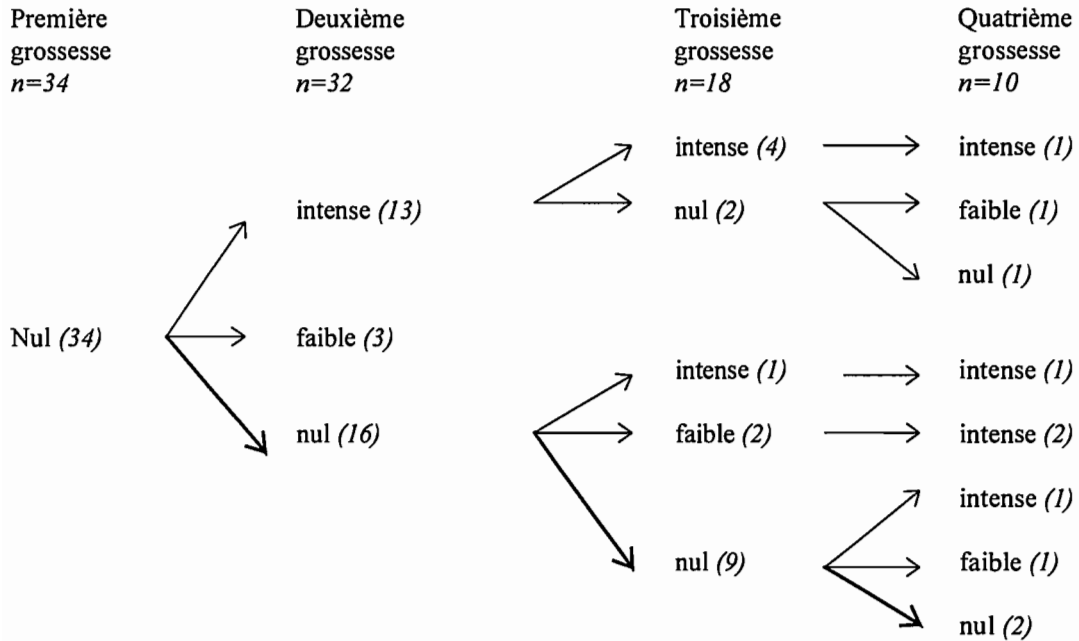 Première Deuxième Troisième Quatrième
grossesse grossesse grossesse grossesse
n=34 n=32 n=18 n=10
intense (4) intense (1)
intense (13) nul (2) faible (1)
nul (1)
Nul (34) faible (3)
intense (1) intense (1)
nul (16) faible (2) intense (2)
intense (1)
nul (9) faible (1)
nul (2)